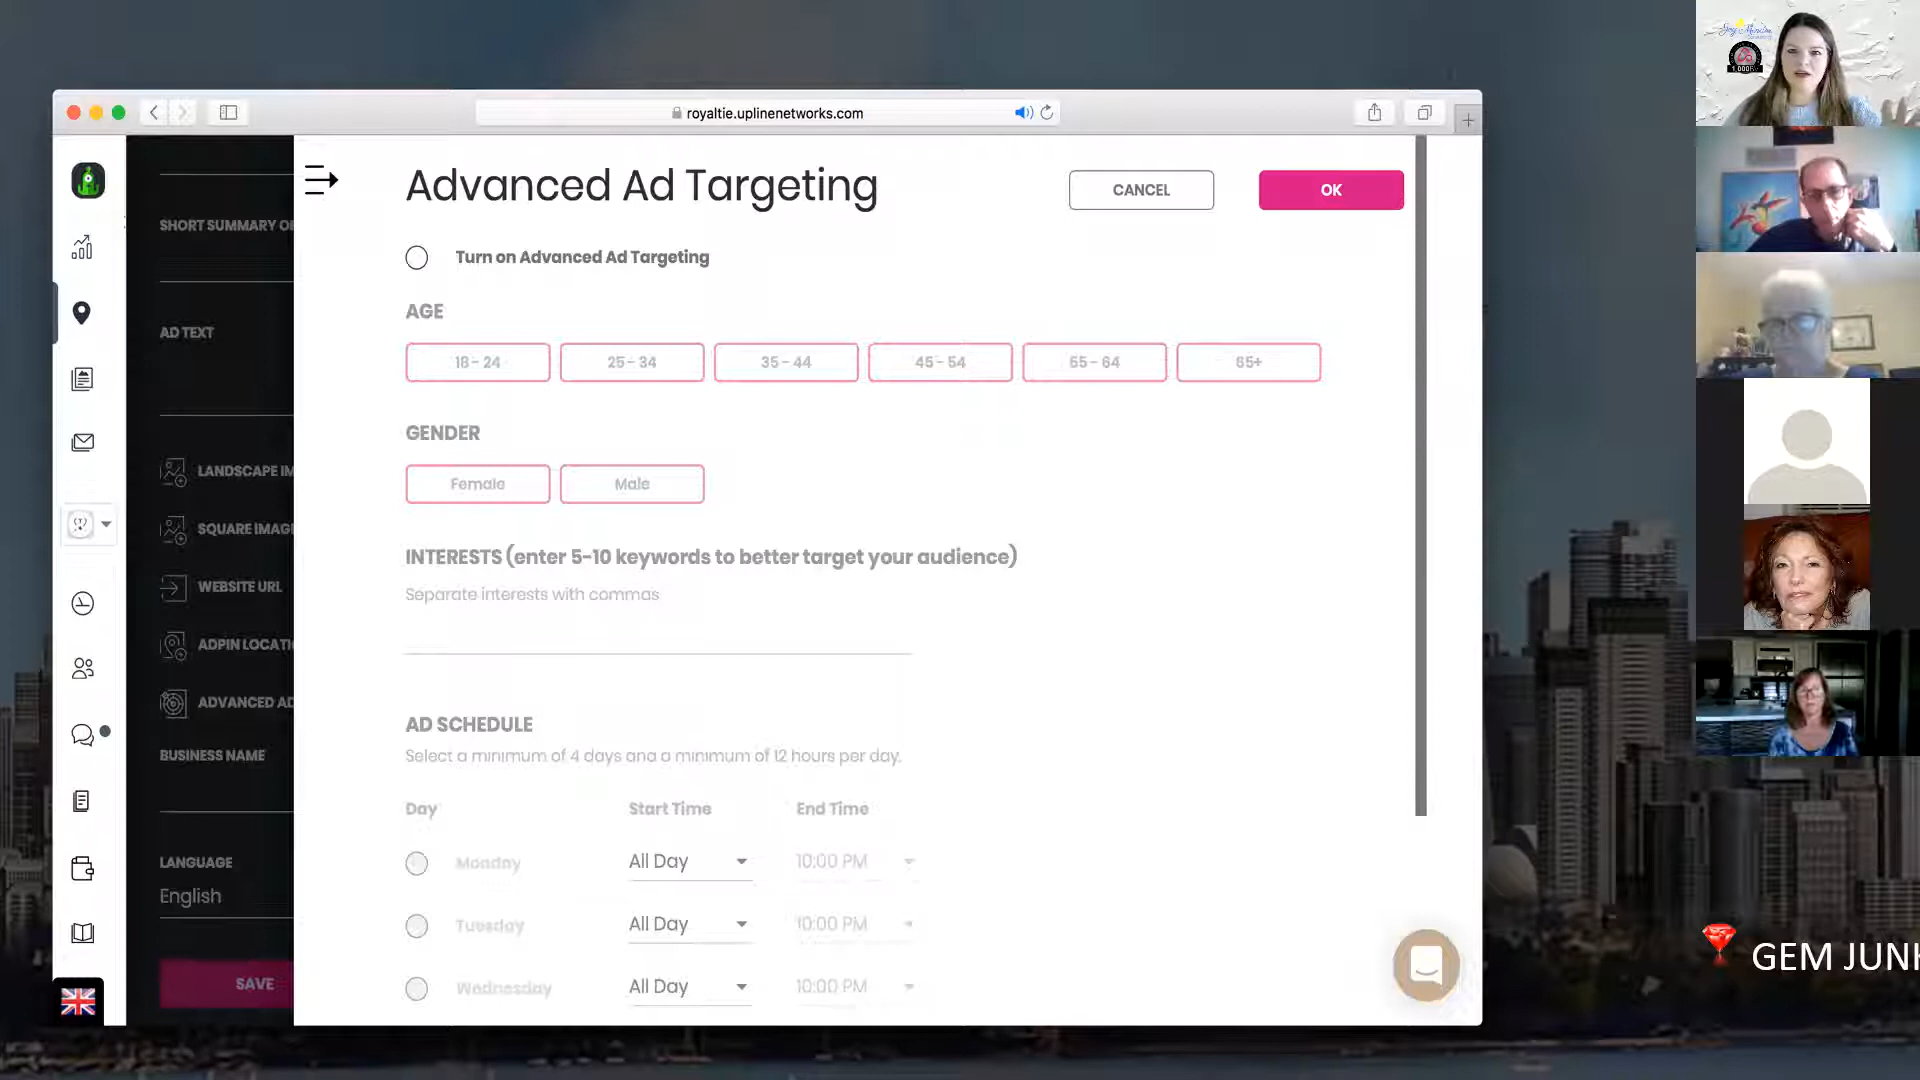 royaltie.uplinenetworks.com
Advanced Ad Targeting
CANCEL
OK
Turn on Advanced Ad Targeting
AGE
18 - 24
25 - 34
35 - 44
45 - 54
55 - 64
65+
GENDER
Female
Male
INTERESTS (enter 5-10 keywords to better target your audience)
Separate interests with commas
AD SCHEDULE
Select a minimum of 4 days and a minimum of 12 hours per day.
Day
Start Time
End Time
Monday
All Day
10:00 PM
Tuesday
All Day
10:00 PM
Wednesday
All Day
10:00 PM
SHORT SUMMARY O
AD TEXT
LANDSCAPE IM
SQUARE IMAG
WEBSITE URL
ADPIN LOCATI
ADVANCED AD
BUSINESS NAME
LANGUAGE
English
SAVE
GEM JUN